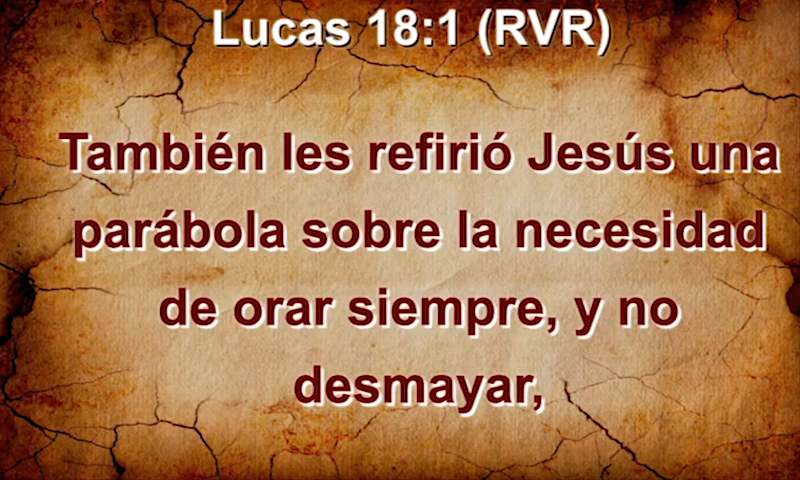 Lucas 18:1 (RVR)
También les refirió Jesús una
parábola sobre la necesidad
de orar siempre, y no
desmayar,